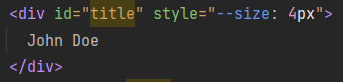 <div id="title" style="--size: 4px">
John Doe
</div>